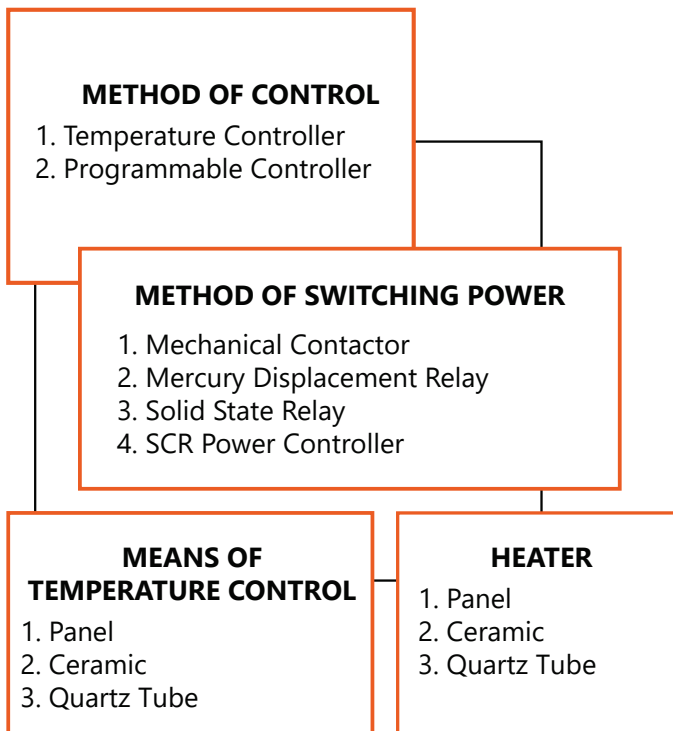 METHOD OF CONTROL
1. Temperature Controller
2. Programmable Controller
METHOD OF SWITCHING POWER
1. Mechanical Contactor
2. Mercury Displacement Relay
3. Solid State Relay
4. SCR Power Controller
MEANS OF
TEMPERATURE CONTROL
1. Panel
2. Ceramic
3. Quartz Tube
HEATER
1. Panel
2. Ceramic
3. Quartz Tube